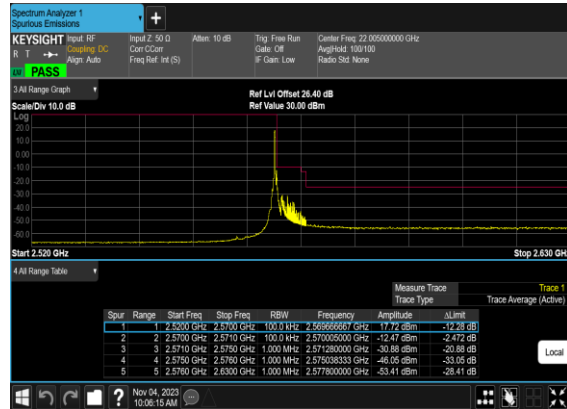 Spectrum Analyzer 1
Spurious Emissions
KEYSIGHT Input: RF Input Z: 50 Ω Atten: 10 dB Trig: Free Run Center Freq: 22.005000000 GHz
R T Coupling: DC Corr CCorr Gate: Off Avg|Hold: 100/100
Align: Auto Freq Ref: Int (S) IF Gain: Low Radio Std: None
PASS
3 All Range Graph
Ref Lvl Offset 26.40 dB
Scale/Div 10.0 dB Ref Value 30.00 dBm
Log
20.0
10.0
0.00
-10.0
-20.0
-30.0
-40.0
-50.0
-60.0
Start 2.520 GHz Stop 2.630 GH
4 All Range Table
Measure Trace Trace 1
Trace Type Trace Average (Active)
Spur Range Start Freq Stop Freq RBW Frequency Amplitude ΔLimit
1 1 2.5200 GHz 2.5700 GHz 100.0 kHz 2.569666667 GHz 17.72 dBm -12.28 dB
2 2 2.5700 GHz 2.5710 GHz 100.0 kHz 2.570005000 GHz -12.47 dBm -2.472 dB
3 3 2.5710 GHz 2.5750 GHz 1.000 MHz 2.571280000 GHz -30.88 dBm -20.88 dB
4 4 2.5750 GHz 2.5760 GHz 1.000 MHz 2.575038333 GHz -46.05 dBm -33.05 dB
5 5 2.5760 GHz 2.6300 GHz 1.000 MHz 2.577800000 GHz -53.41 dBm -28.41 dB
Local
Nov 04, 2023
10:06:15 AM